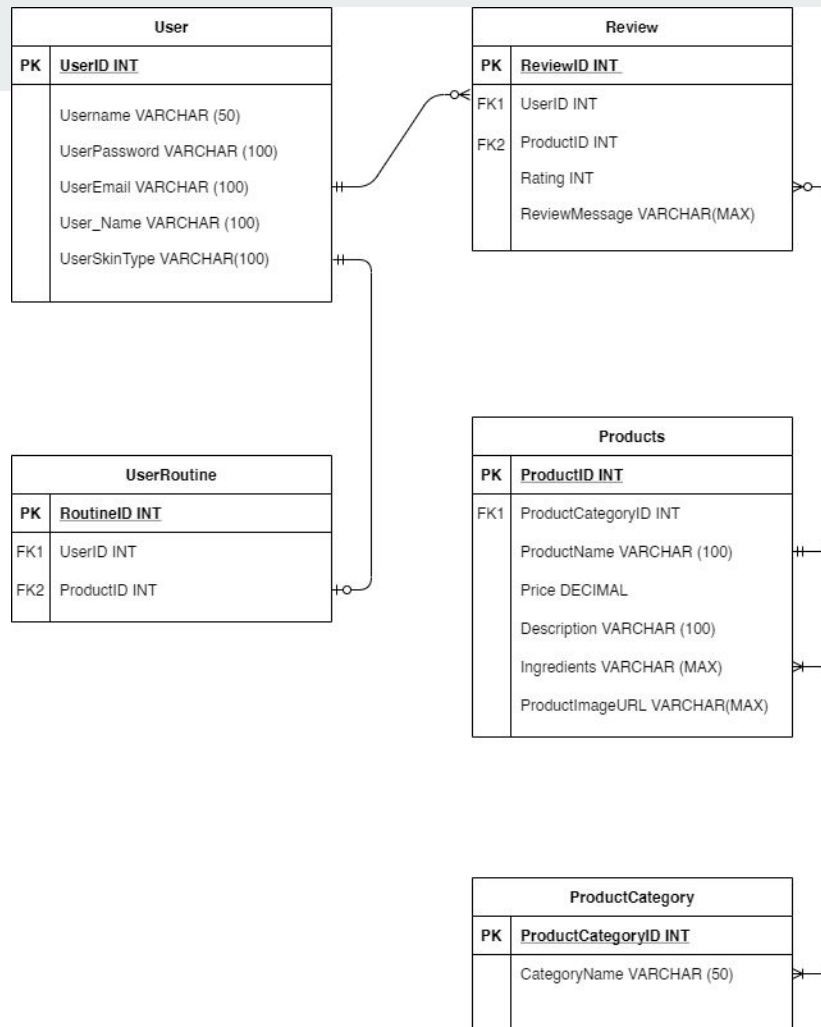 User
PK UserID INT
Username VARCHAR (50)
UserPassword VARCHAR (100)
UserEmail VARCHAR (100)
User_Name VARCHAR (100)
UserSkinType VARCHAR(100)
Review
PK ReviewID INT
FK1 UserID INT
FK2 ProductID INT
Rating INT
ReviewMessage VARCHAR(MAX)
UserRoutine
PK RoutineID INT
FK1 UserID INT
FK2 ProductID INT
Products
PK ProductID INT
FK1 ProductCategoryID INT
ProductName VARCHAR (100)
Price DECIMAL
Description VARCHAR (100)
Ingredients VARCHAR (MAX)
ProductImageURL VARCHAR(MAX)
ProductCategory
PK ProductCategoryID INT
CategoryName VARCHAR (50)